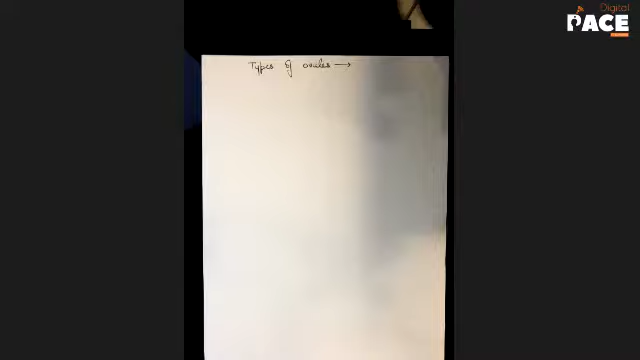 Digital
PACE
Types of ovules →